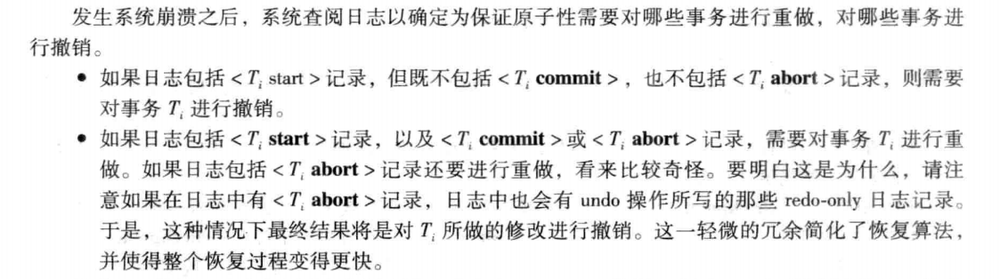 发生系统崩溃之后，系统查阅日志以确定为保证原子性需要对哪些事务进行重做，对哪些事务进
行撤销。
• 如果日志包括<Ti start>记录，但既不包括<Ti commit>，也不包括<Ti abort>记录，则需要
对事务 Ti 进行撤销。
• 如果日志包括<Ti start>记录，以及<Ti commit>或<Ti abort>记录，需要对事务 Ti 进行重
做。如果日志包括<Ti abort>记录还要进行重做，看来比较奇怪。要明白这是为什么，请注
意如果在日志中有<Ti abort>记录，日志中也会有 undo 操作所写的那些 redo-only 日志记录。
于是，这种情况下最终结果将是对 Ti 所做的修改进行撤销。这一轻微的冗余简化了恢复算法，
并使得整个恢复过程变得更快。